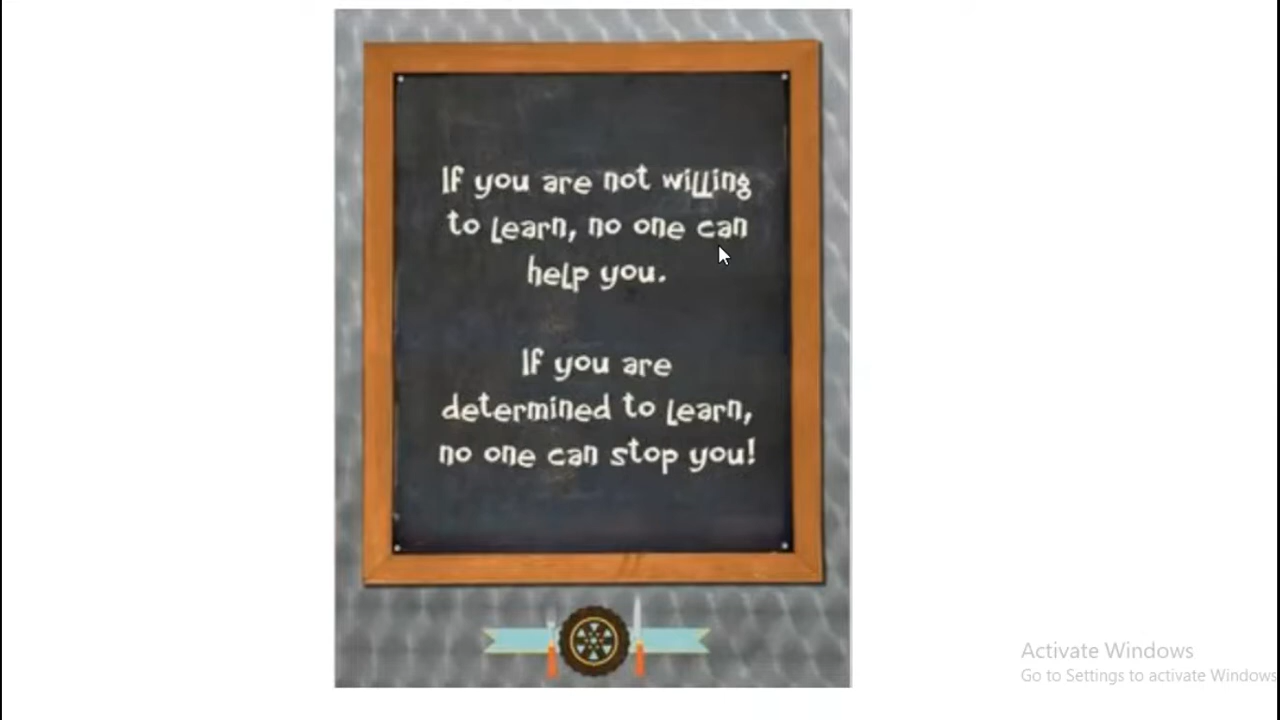 If you are not willing
to learn, no one can
help you.
If you are
determined to learn,
no one can stop you!
Activate Windows
Go to Settings to activate Windows